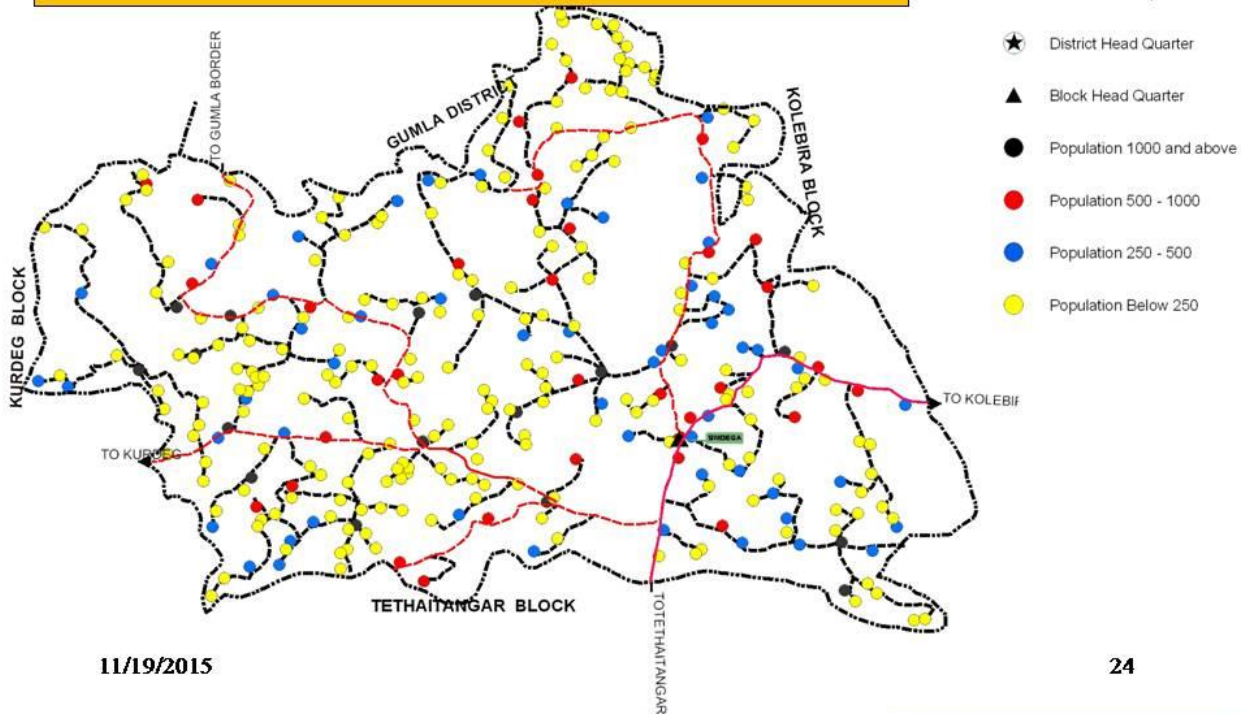 District Head Quarter
Block Head Quarter
Population 1000 and above
Population 500 - 1000
Population 250 - 500
Population Below 250
TO GUMLA BORDER
GUMLA DISTRICT
KOLEBIRA BLOCK
KURDEG BLOCK
TO KOLEBIR
SIMDEGA
TO KURDEG
TETHAITANGAR BLOCK
TOTETHAITANGAR
11/19/2015
24